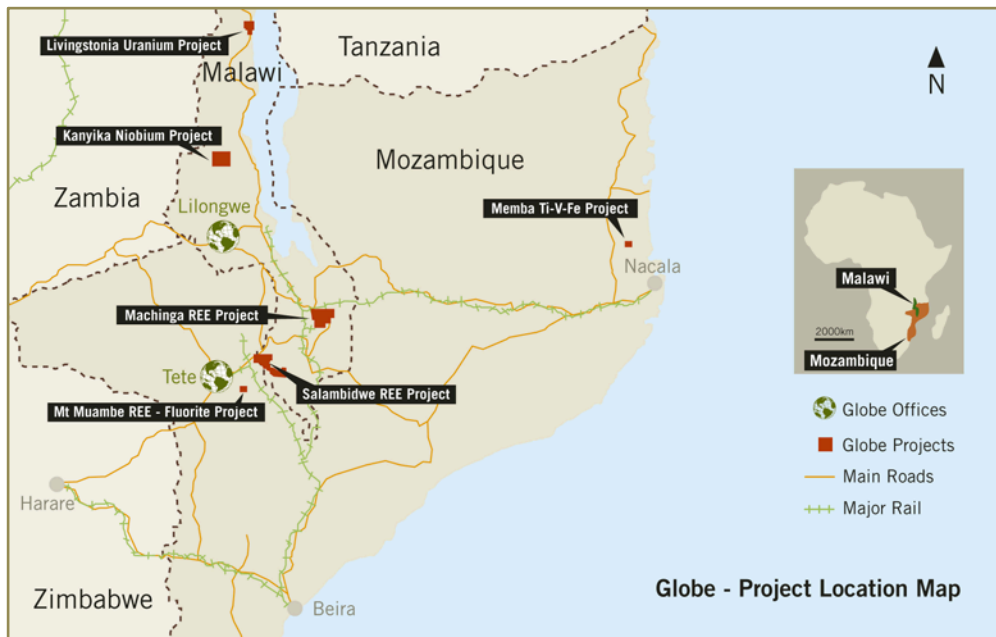 Livingstonia Uranium Project
Malawi
Tanzania
N
Kanyika Niobium Project
Mozambique
Zambia
Lilongwe
Memba Ti-V-Fe Project
Nacala
Malawi
2000km
Mozambique
Machinga REE Project
Tete
Salambidwe REE Project
Mt Muambe REE - Fluorite Project
Globe Offices
Globe Projects
Main Roads
Major Rail
Harare
Zimbabwe
Beira
Globe - Project Location Map